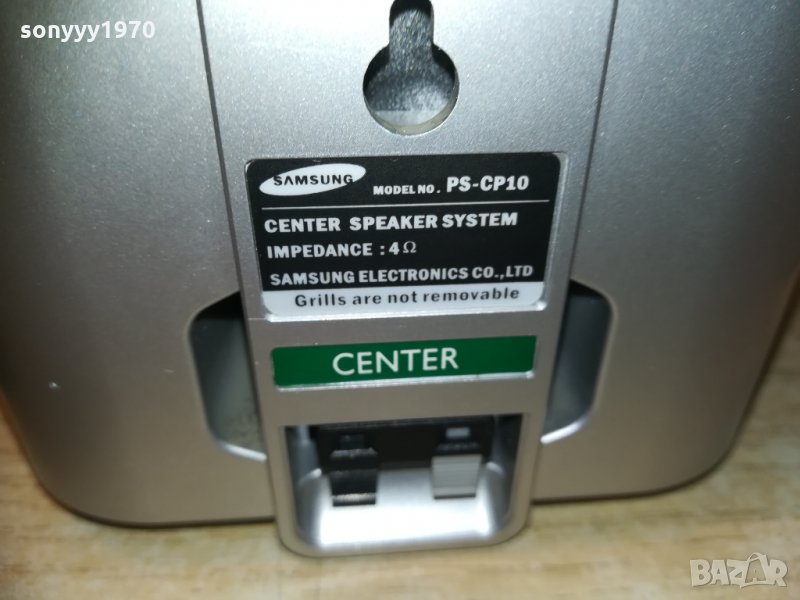 sonyyy1970
SAMSUNG MODEL NO. PS-CP10
CENTER SPEAKER SYSTEM
IMPEDANCE : 4Ω
SAMSUNG ELECTRONICS CO.,LTD
Grills are not removable
CENTER
BAZAR